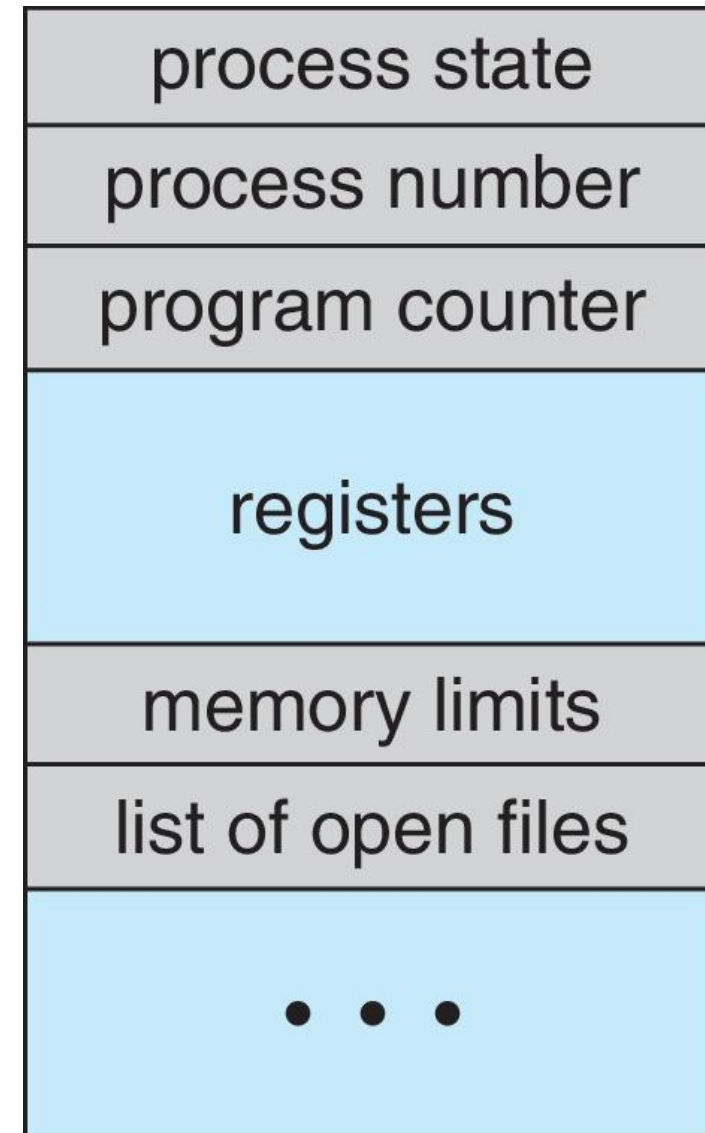 process state
process number
program counter
registers
memory limits
list of open files
• • •